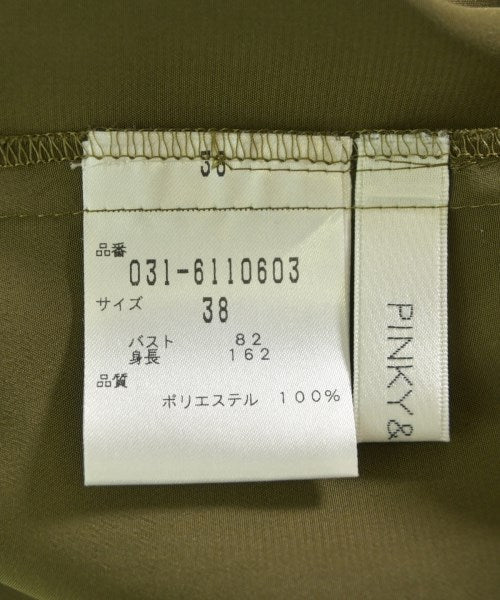 38
品番
031-6110603
サイズ
38
バスト 82
身長 162
品質
ポリエステル 100%
PINKY &